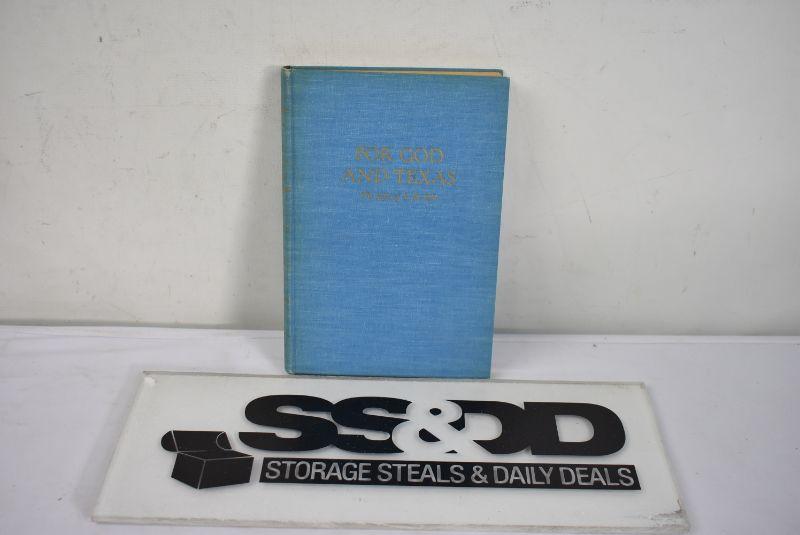 FOR GOD
AND TEXAS
SS&DD
STORAGE STEALS & DAILY DEALS